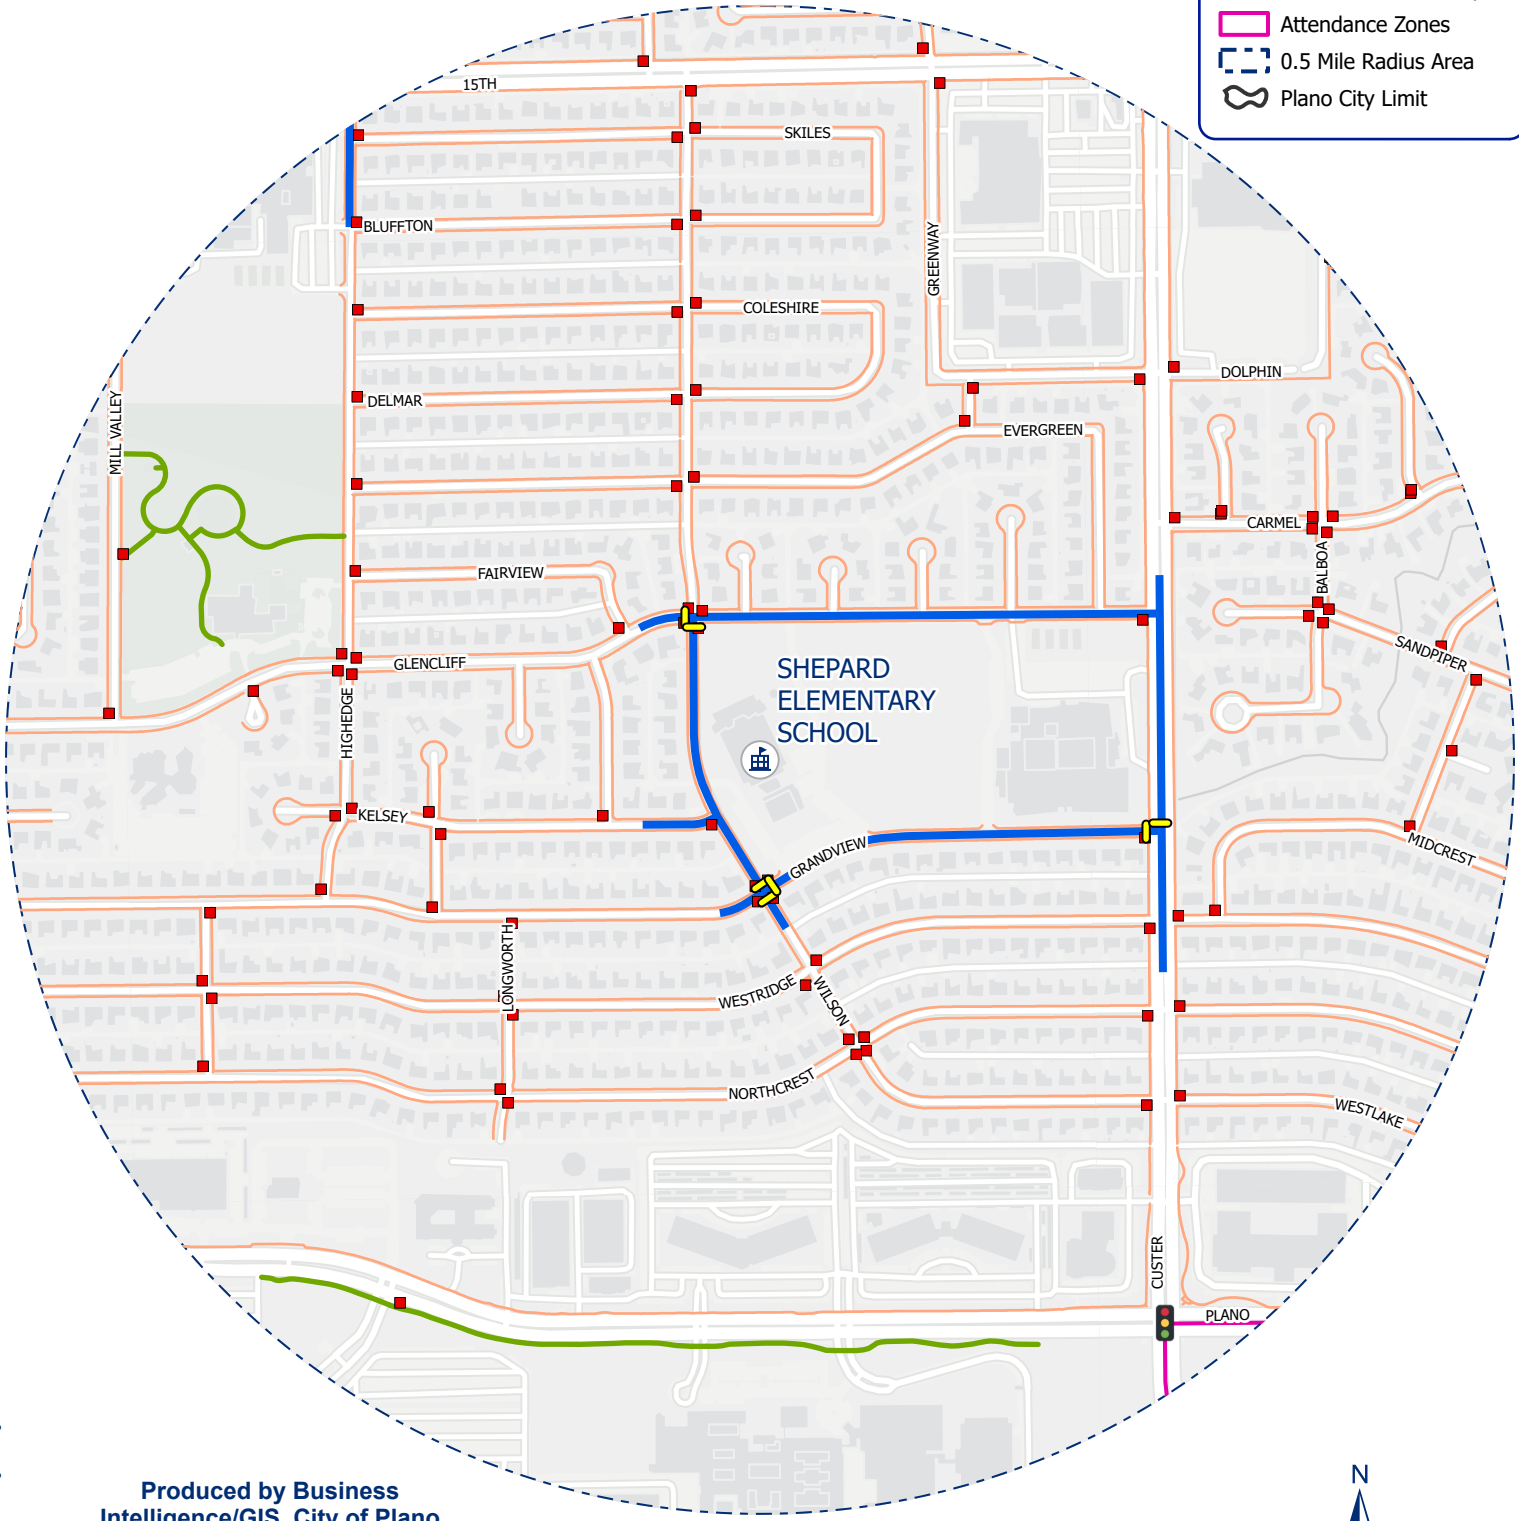 Attendance Zones
0.5 Mile Radius Area
Plano City Limit
15TH
SKILES
BLUFFTON
GREENWAY
COLESHIRE
DOLPHIN
DELMAR
MILL VALLEY
EVERGREEN
CARMEL
BALBOA
FAIRVIEW
SANDPIPER
GLENCLIFF
SHEPARD
ELEMENTARY
SCHOOL
HIGHEDGE
KELSEY
GRANDVIEW
MIDCREST
LONGWORTH
WESTRIDGE
WILSON
NORTHCREST
WESTLAKE
CUSTER
PLANO
Produced by Business
Intelligence/GIS, City of Plano
N